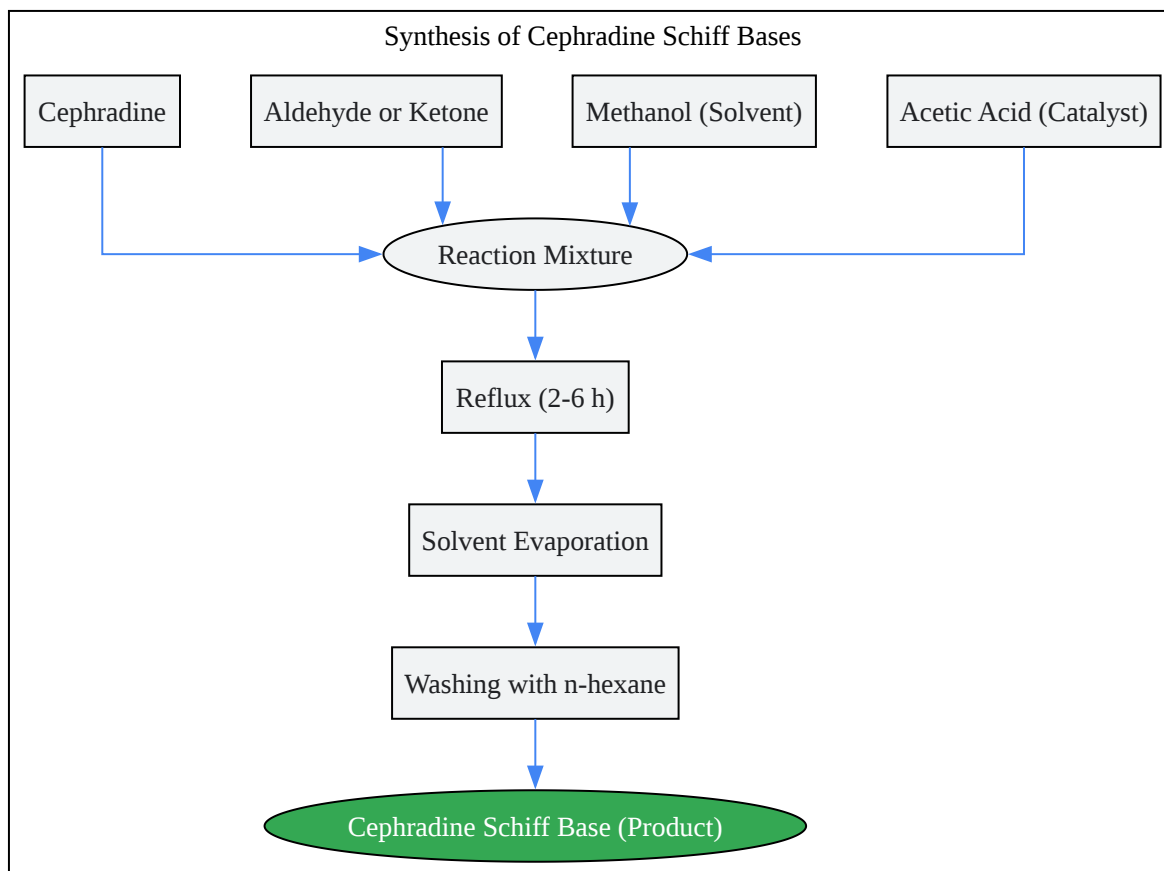 Synthesis of Cephradine Schiff Bases
Cephradine
Aldehyde or Ketone
Methanol (Solvent)
Acetic Acid (Catalyst)
Reaction Mixture
Reflux (2-6 h)
Solvent Evaporation
Washing with n-hexane
Cephradine Schiff Base (Product)